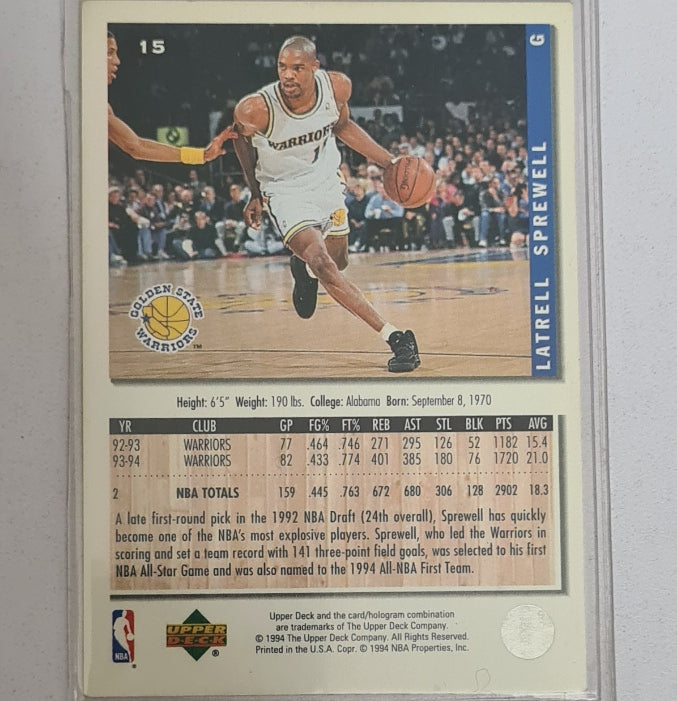 15
G
LATRELL SPREWELL
WARRIORS
1
GOLDEN STATE
WARRIORS
TM
Height: 6'5" Weight: 190 lbs. College: Alabama Born: September 8, 1970
YR CLUB GP FG% FT% REB AST STL BLK PTS AVG
92-93 WARRIORS 77 .464 .746 271 295 126 52 1182 15.4
93-94 WARRIORS 82 .433 .774 401 385 180 76 1720 21.0
2 NBA TOTALS 159 .445 .763 672 680 306 128 2902 18.3
A late first-round pick in the 1992 NBA Draft (24th overall), Sprewell has quickly
become one of the NBA's most explosive players. Sprewell, who led the Warriors in
scoring and set a team record with 141 three-point field goals, was selected to his first
NBA All-Star Game and was also named to the 1994 All-NBA First Team.
NBA
®
UPPER
DECK
®
Upper Deck and the card/hologram combination
are trademarks of The Upper Deck Company.
© 1994 The Upper Deck Company. All Rights Reserved.
Printed in the U.S.A. Copr. © 1994 NBA Properties, Inc.